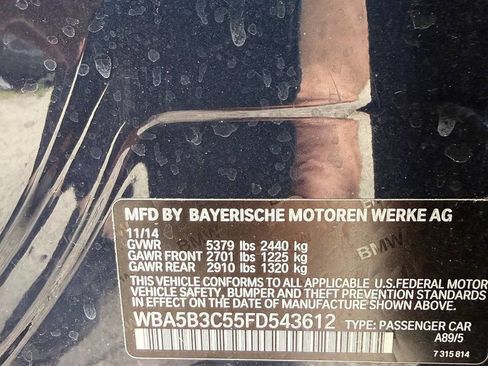 MFD BY BAYERISCHE MOTOREN WERKE AG
11/14
GVWR 5379 lbs 2440 kg
GAWR FRONT 2701 lbs 1225 kg
GAWR REAR 2910 lbs 1320 kg
THIS VEHICLE CONFORMS TO ALL APPLICABLE U.S.FEDERAL MOTOR
VEHICLE SAFETY, BUMPER AND THEFT PREVENTION STANDARDS
IN EFFECT ON THE DATE OF MANUFACTURE SHOWN ABOVE.
WBA5B3C55FD543612 TYPE: PASSENGER CAR
A89/5
7 315 814
BMW